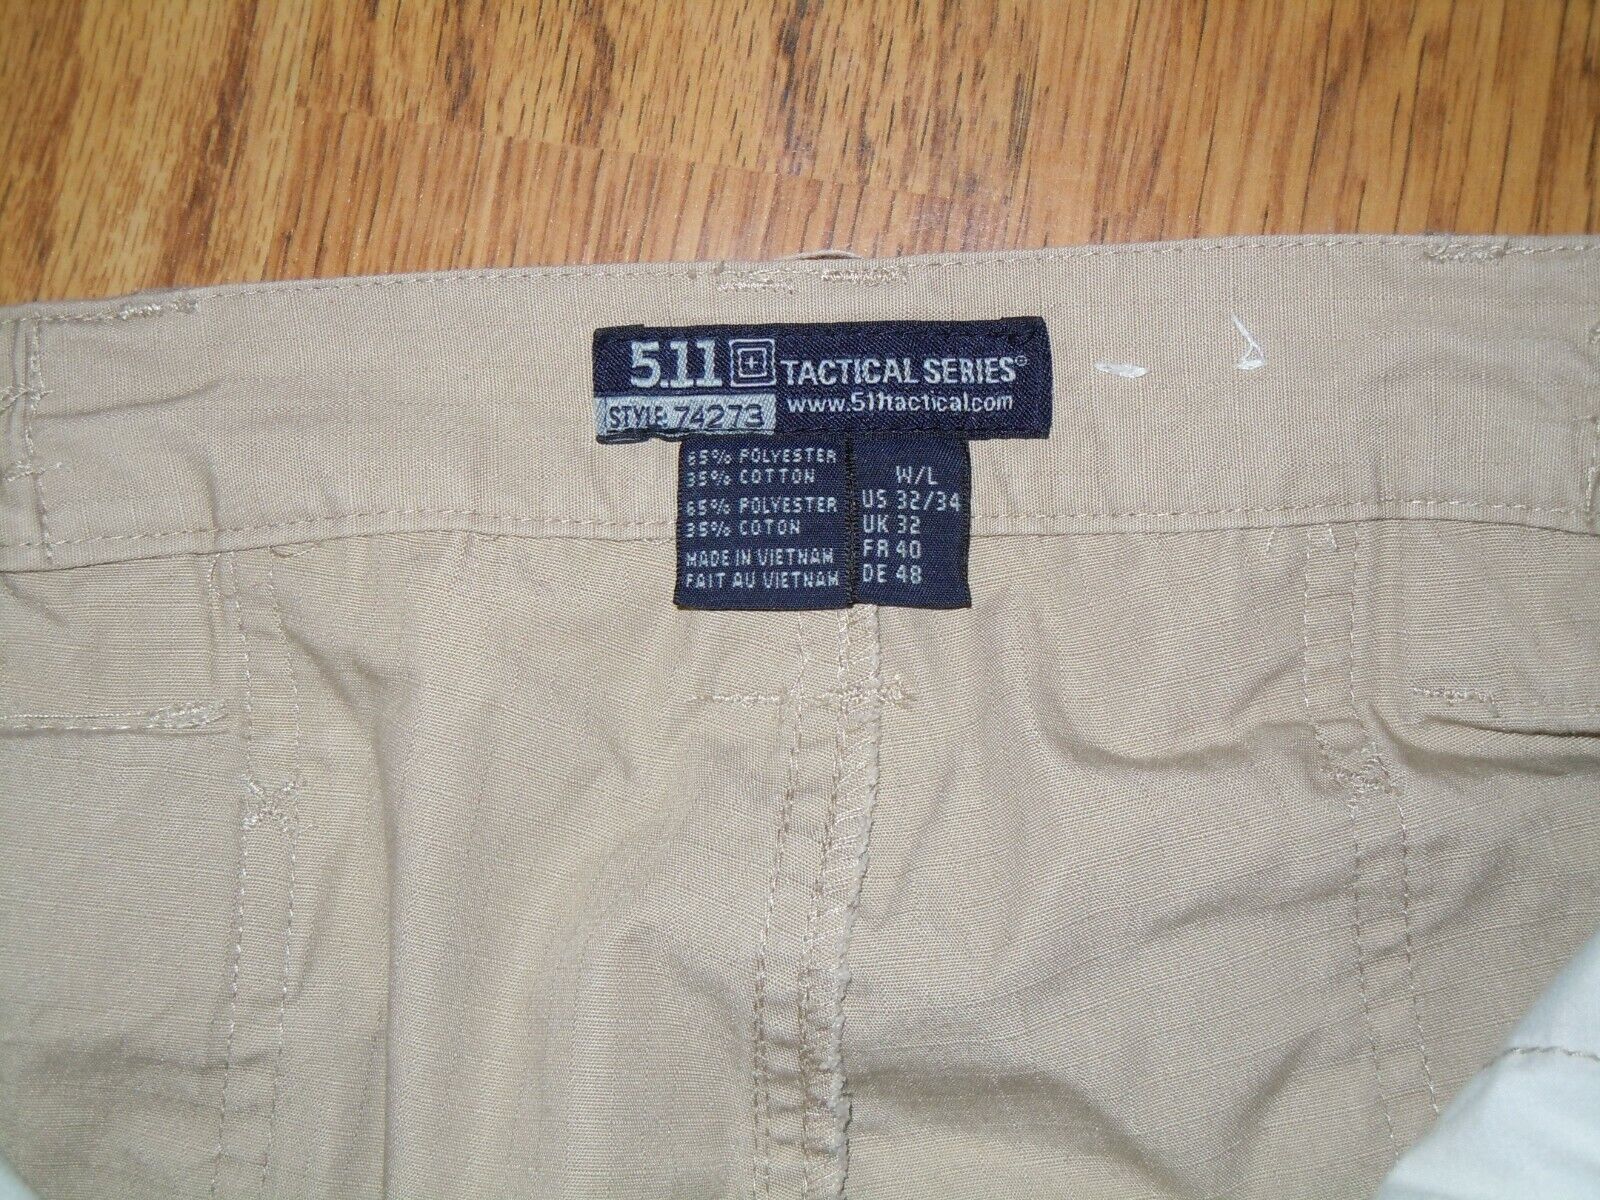 5.11 TACTICAL SERIES®
www.511tactical.com
STYLE 74273
65% POLYESTER
35% COTTON
65% POLYESTER
35% COTON
MADE IN VIETNAM
FAIT AU VIETNAM
W/L
US 32/34
UK 32
FR 40
DE 48